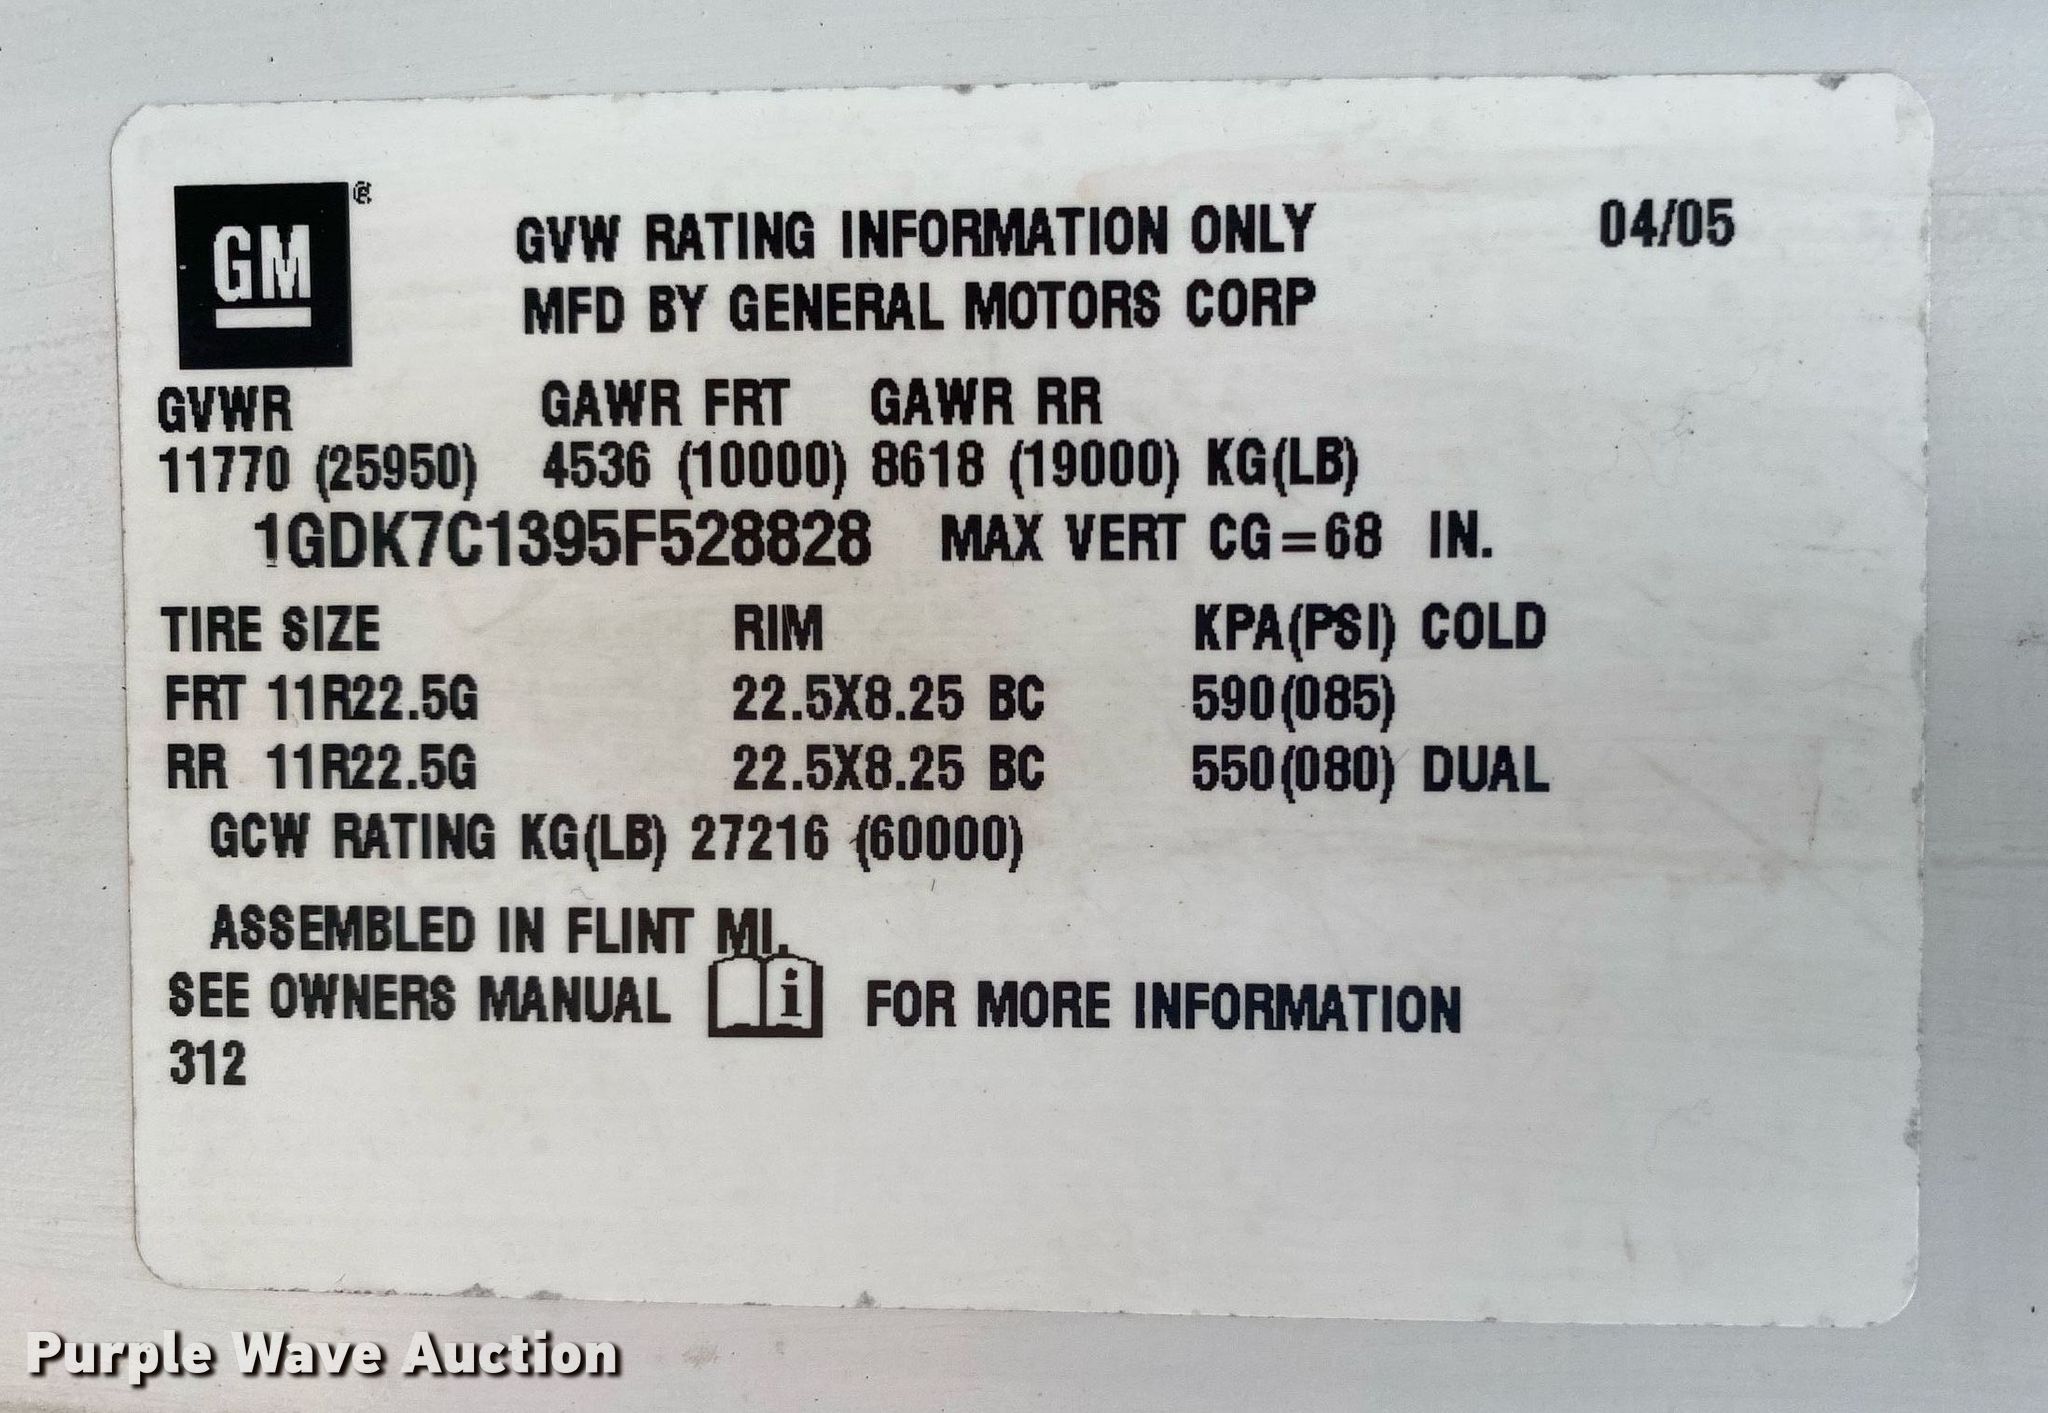 GM®
GVW RATING INFORMATION ONLY 04/05
MFD BY GENERAL MOTORS CORP
GVWR GAWR FRT GAWR RR
11770 (25950) 4536 (10000) 8618 (19000) KG(LB)
1GDK7C1395F528828 MAX VERT CG=68 IN.
TIRE SIZE RIM KPA(PSI) COLD
FRT 11R22.5G 22.5X8.25 BC 590(085)
RR 11R22.5G 22.5X8.25 BC 550(080) DUAL
GCW RATING KG(LB) 27216 (60000)
ASSEMBLED IN FLINT MI.
SEE OWNERS MANUAL i FOR MORE INFORMATION
312
Purple Wave Auction